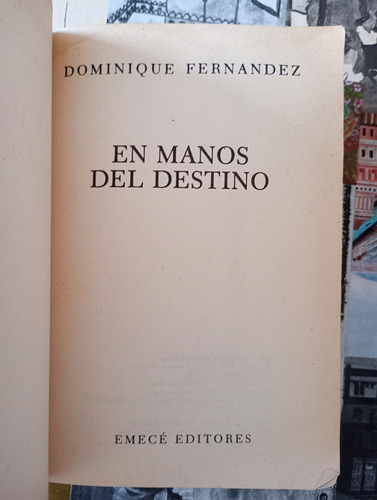 DOMINIQUE FERNANDEZ
EN MANOS
DEL DESTINO
EMECÉ EDITORES